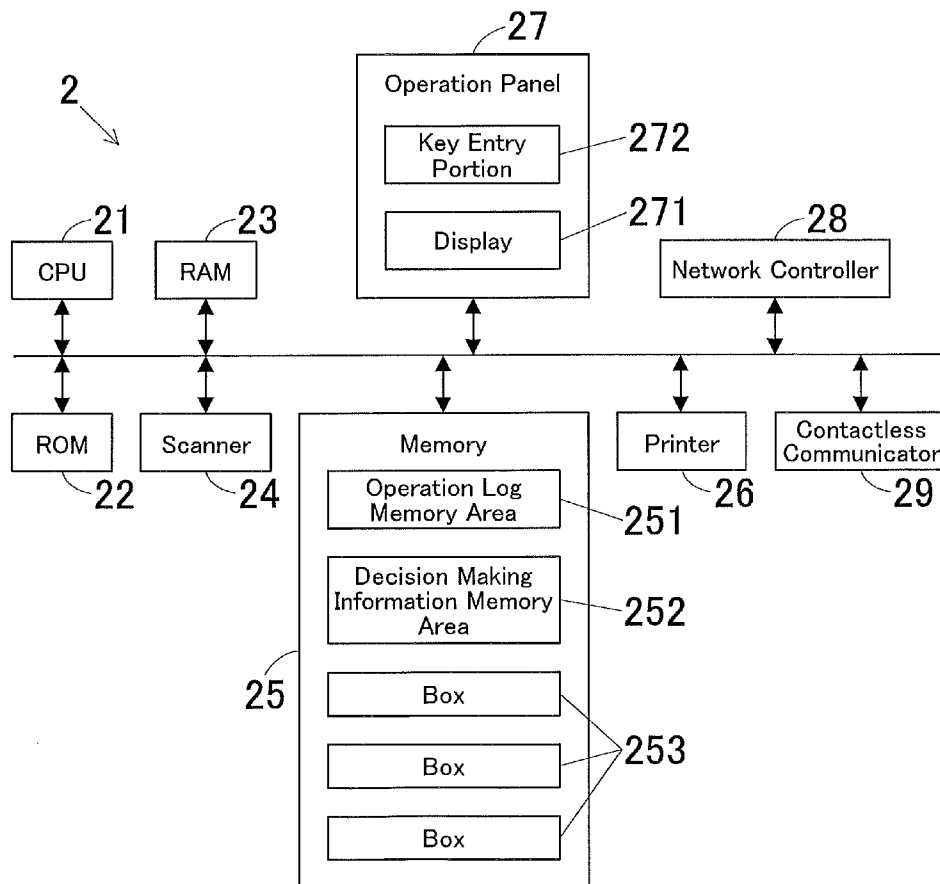 27
Operation Panel
2
Key Entry
Portion
272
21
23
Display
271
28
CPU
RAM
Network Controller
ROM
Scanner
Memory
Printer
Contactless
Communicator
22
24
26
29
Operation Log
Memory Area
251
Decision Making
Information Memory
Area
252
25
Box
Box
253
Box